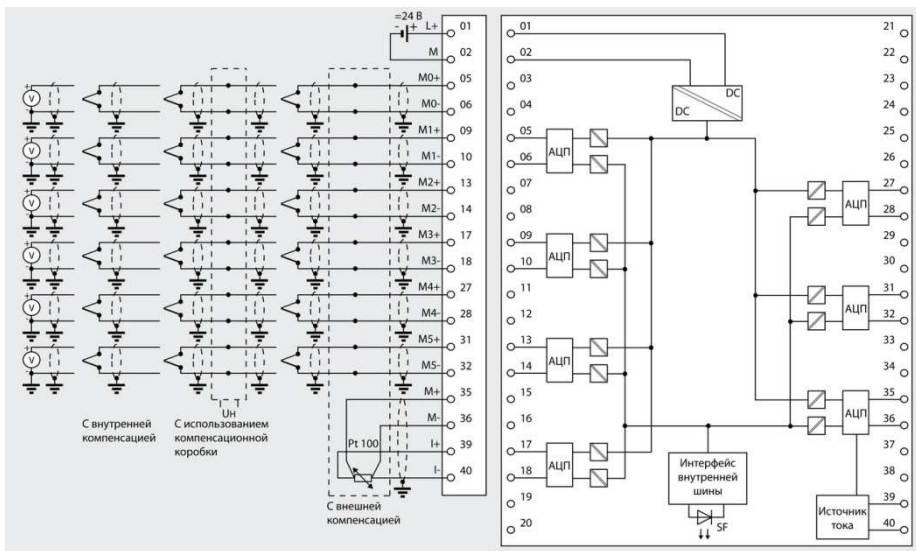 =24 В
- + L+ 01
M 02
+ V - M0+ 05
M0- 06
+ V - M1+ 09
M1- 10
+ V - M2+ 13
M2- 14
+ V - M3+ 17
M3- 18
+ V - M4+ 27
M4- 28
+ V - M5+ 31
M5- 32
M+ 35
M- 36
I+ 39
I- 40
Uн
С внутренней
компенсацией
С использованием
компенсационной
коробки
Pt 100
С внешней
компенсацией
01
02
03
04
05
06
07
08
09
10
11
12
13
14
15
16
17
18
19
20
DC
DC
АЦП
АЦП
АЦП
АЦП
АЦП
АЦП
АЦП
Интерфейс
внутренней
шины
SF
Источник
тока
21
22
23
24
25
26
27
28
29
30
31
32
33
34
35
36
37
38
39
40